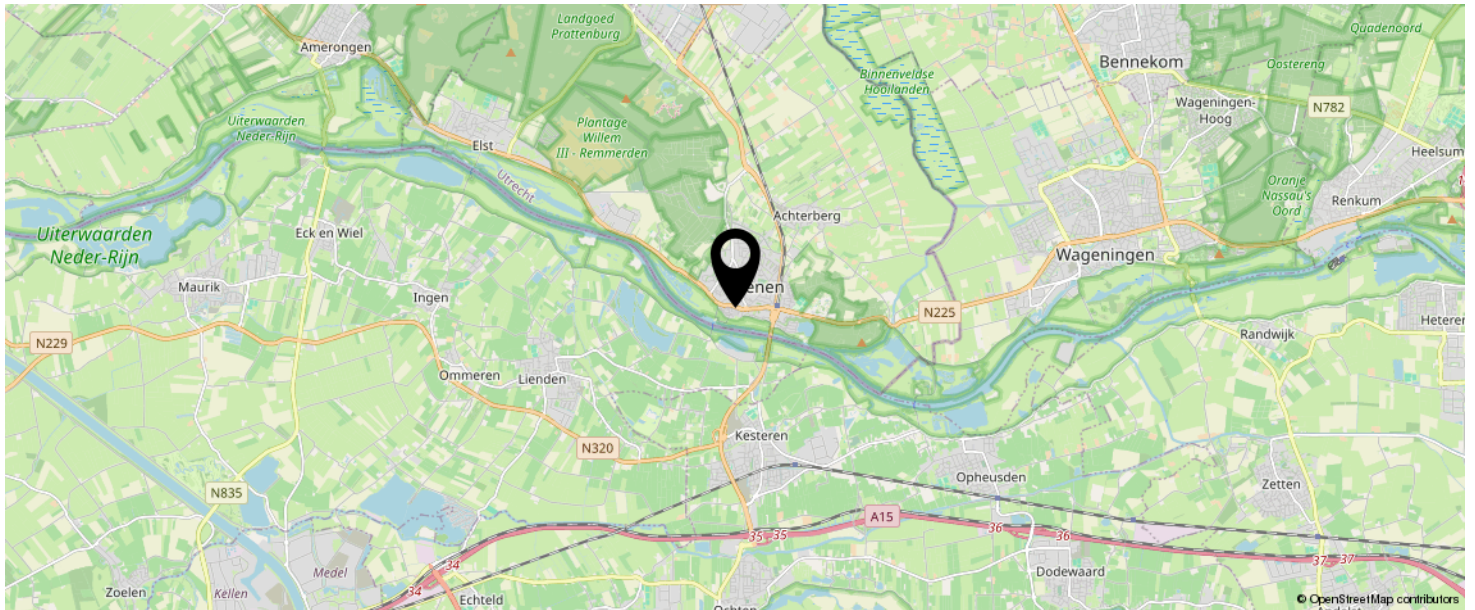 Landgoed
Prattenburg
Quadenoord
Amerongen
Bennekom
Oostereng
Binnenveldse
Hooilanden
Wageningen-
Hoog
N782
Uiterwaarden
Neder-Rijn
Plantage
Willem
III - Remmerden
Elst
Heelsum
Utrecht
Oranje
Nassau's
Oord
Renkum
Achterberg
Uiterwaarden
Neder-Rijn
Eck en Wiel
Wageningen
Maurik
Ingen
enen
N225
Heteren
Randwijk
N229
Ommeren
Lienden
Kesteren
N320
Opheusden
Zetten
N835
A15
35
35
36
36
37
37
34
34
Medel
Dodewaard
Zoelen
Kellen
Echteld
Ochten
© OpenStreetMap contributors